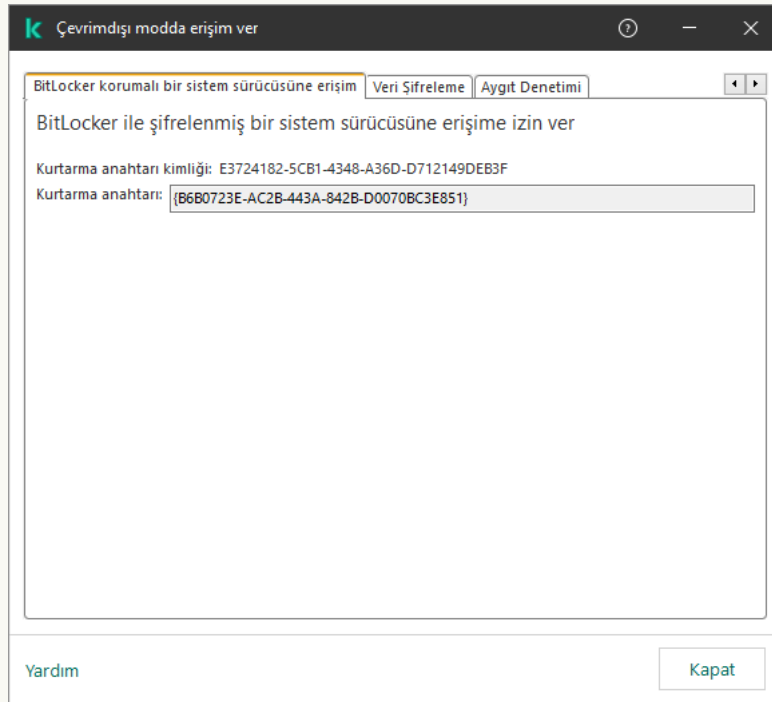 Çevrimdışı modda erişim ver
BitLocker korumalı bir sistem sürücüsüne erişim
Veri Şifreleme
Aygıt Denetimi
BitLocker ile şifrelenmiş bir sistem sürücüsüne erişime izin ver
Kurtarma anahtarı kimliği: E3724182-5CB1-4348-A36D-D712149DEB3F
Kurtarma anahtarı: {B6B0723E-AC2B-443A-842B-D0070BC3E851}
Yardım
Kapat